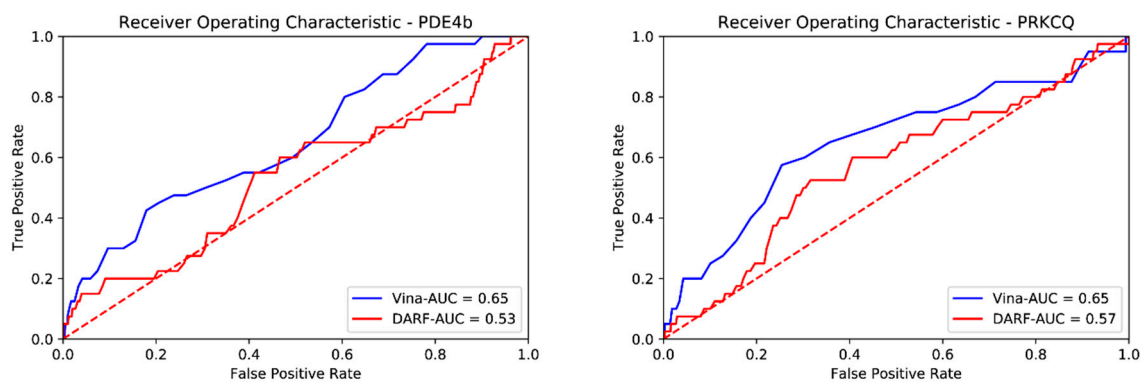 Receiver Operating Characteristic - PDE4b
1.0
0.8
0.6
0.4
0.2
0.0
True Positive Rate
0.0 0.2 0.4 0.6 0.8 1.0
False Positive Rate
Vina-AUC = 0.65
DARF-AUC = 0.53
Receiver Operating Characteristic - PRKCQ
1.0
0.8
0.6
0.4
0.2
0.0
True Positive Rate
0.0 0.2 0.4 0.6 0.8 1.0
False Positive Rate
Vina-AUC = 0.65
DARF-AUC = 0.57